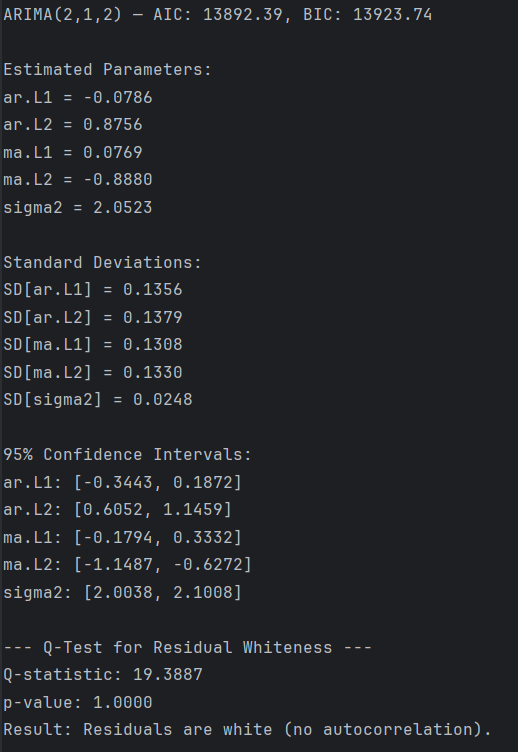 ARIMA(2,1,2) — AIC: 13892.39, BIC: 13923.74
Estimated Parameters:
ar.L1 = -0.0786
ar.L2 = 0.8756
ma.L1 = 0.0769
ma.L2 = -0.8880
sigma2 = 2.0523
Standard Deviations:
SD[ar.L1] = 0.1356
SD[ar.L2] = 0.1379
SD[ma.L1] = 0.1308
SD[ma.L2] = 0.1330
SD[sigma2] = 0.0248
95% Confidence Intervals:
ar.L1: [-0.3443, 0.1872]
ar.L2: [0.6052, 1.1459]
ma.L1: [-0.1794, 0.3332]
ma.L2: [-1.1487, -0.6272]
sigma2: [2.0038, 2.1008]
--- Q-Test for Residual Whiteness ---
Q-statistic: 19.3887
p-value: 1.0000
Result: Residuals are white (no autocorrelation).